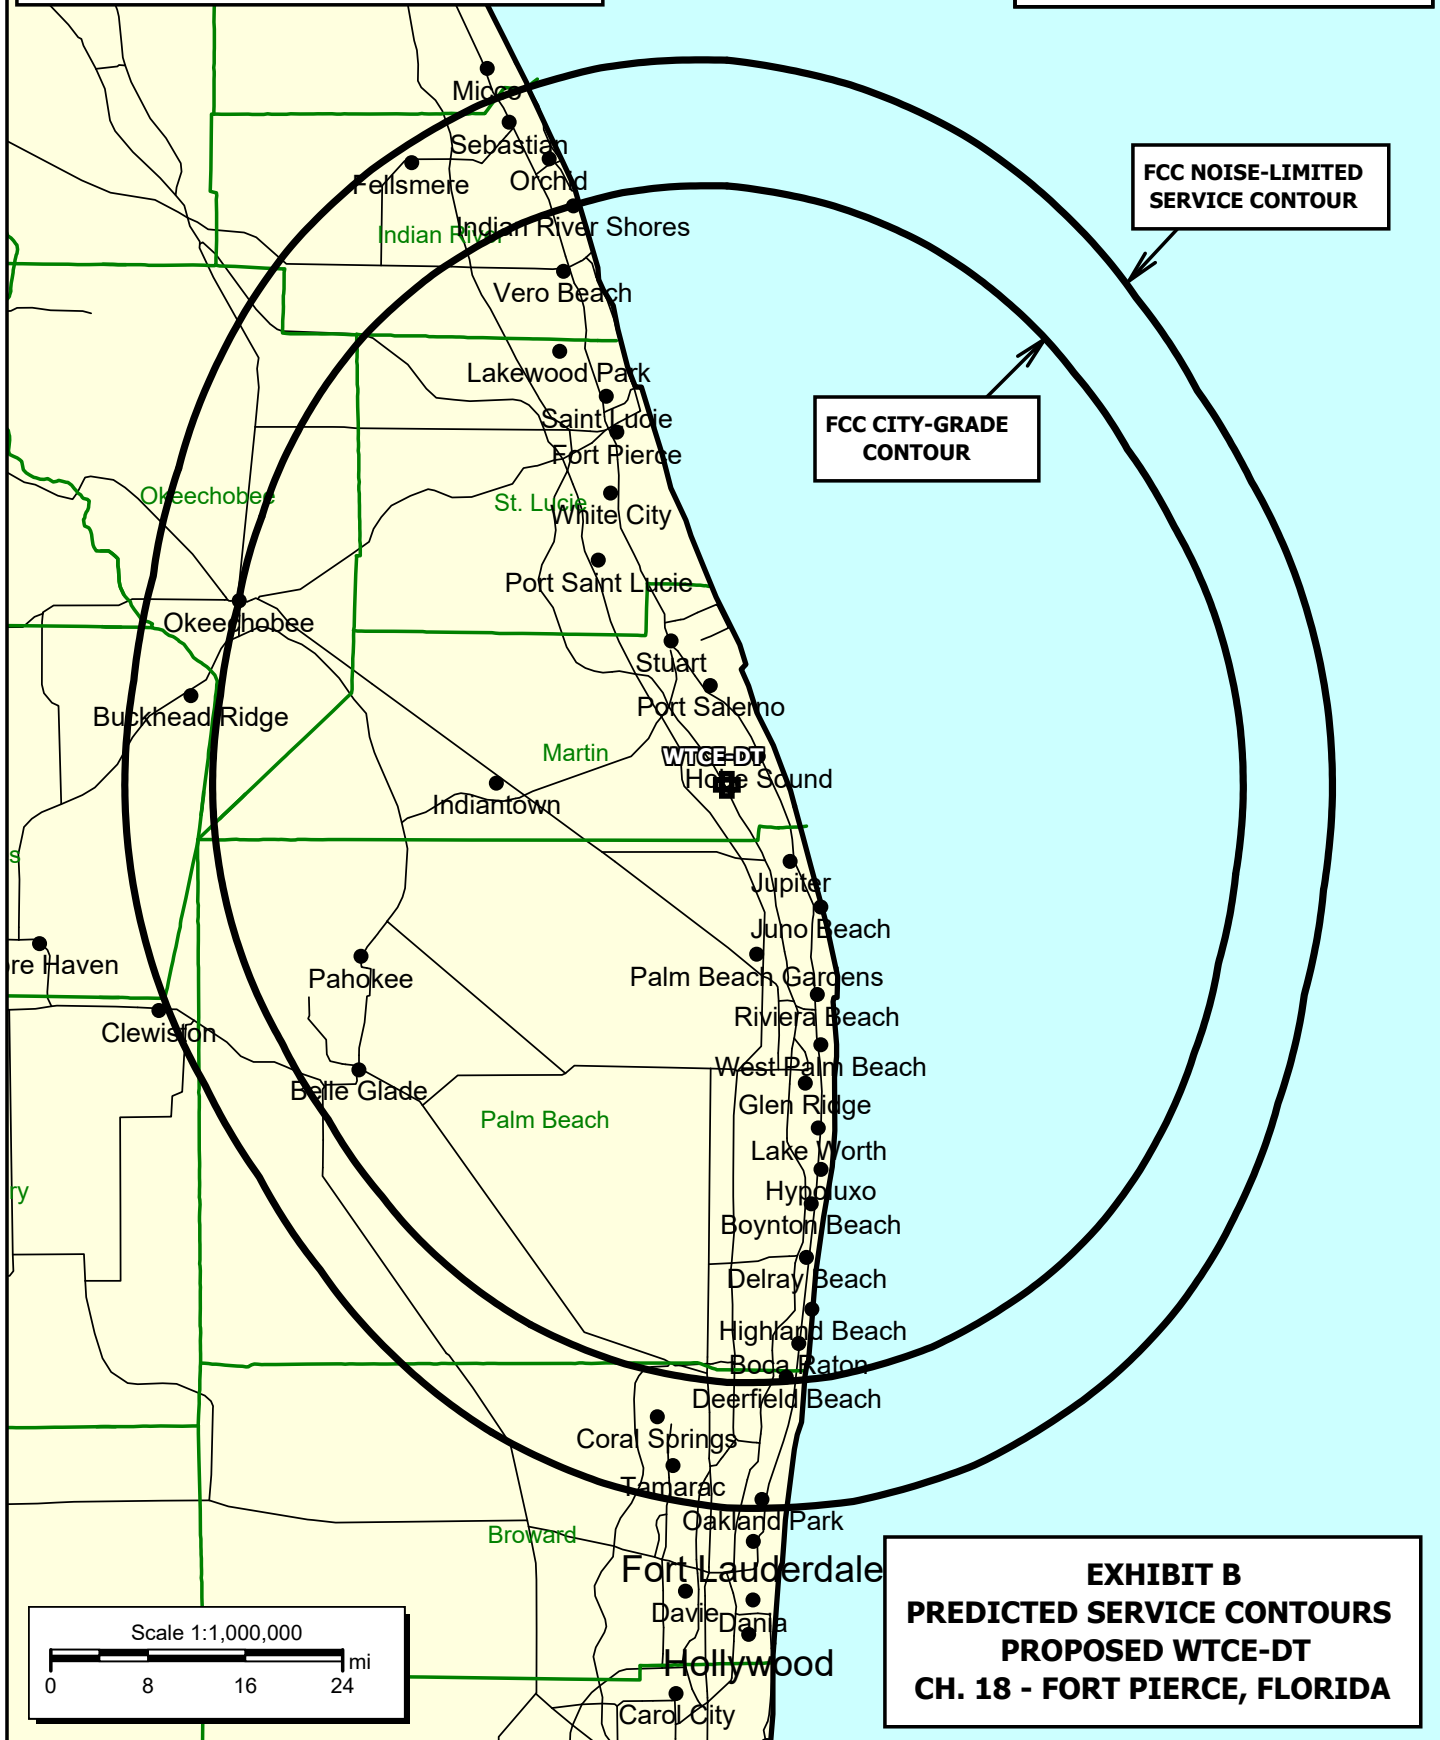 Micco
Sebastian
Fellsmere
Orchid
FCC NOISE-LIMITED
SERVICE CONTOUR
Indian River
Indian River Shores
Vero Beach
Lakewood Park
Saint Lucie
FCC CITY-GRADE
CONTOUR
Fort Pierce
Okeechobee
St. Lucie
White City
Port Saint Lucie
Okeechobee
Stuart
Port Salerno
Buckhead Ridge
Martin
WTCE-DT
Hobe Sound
Indiantown
s
Jupiter
Juno Beach
re Haven
Pahokee
Palm Beach Gardens
Riviera Beach
Clewiston
West Palm Beach
Belle Glade
Glen Ridge
Palm Beach
Lake Worth
ry
Hypoluxo
Boynton Beach
Delray Beach
Highland Beach
Boca Raton
Deerfield Beach
Coral Springs
Tamarac
Oakland Park
Broward
Fort Lauderdale
Davie
Dania
Hollywood
Carol City
Scale 1:1,000,000
mi
0 8 16 24
EXHIBIT B
PREDICTED SERVICE CONTOURS
PROPOSED WTCE-DT
CH. 18 - FORT PIERCE, FLORIDA